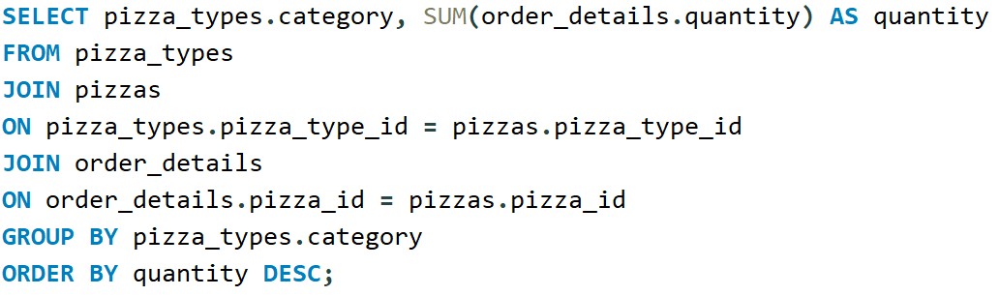 SELECT pizza_types.category, SUM(order_details.quantity) AS quantity
FROM pizza_types
JOIN pizzas
ON pizza_types.pizza_type_id = pizzas.pizza_type_id
JOIN order_details
ON order_details.pizza_id = pizzas.pizza_id
GROUP BY pizza_types.category
ORDER BY quantity DESC;